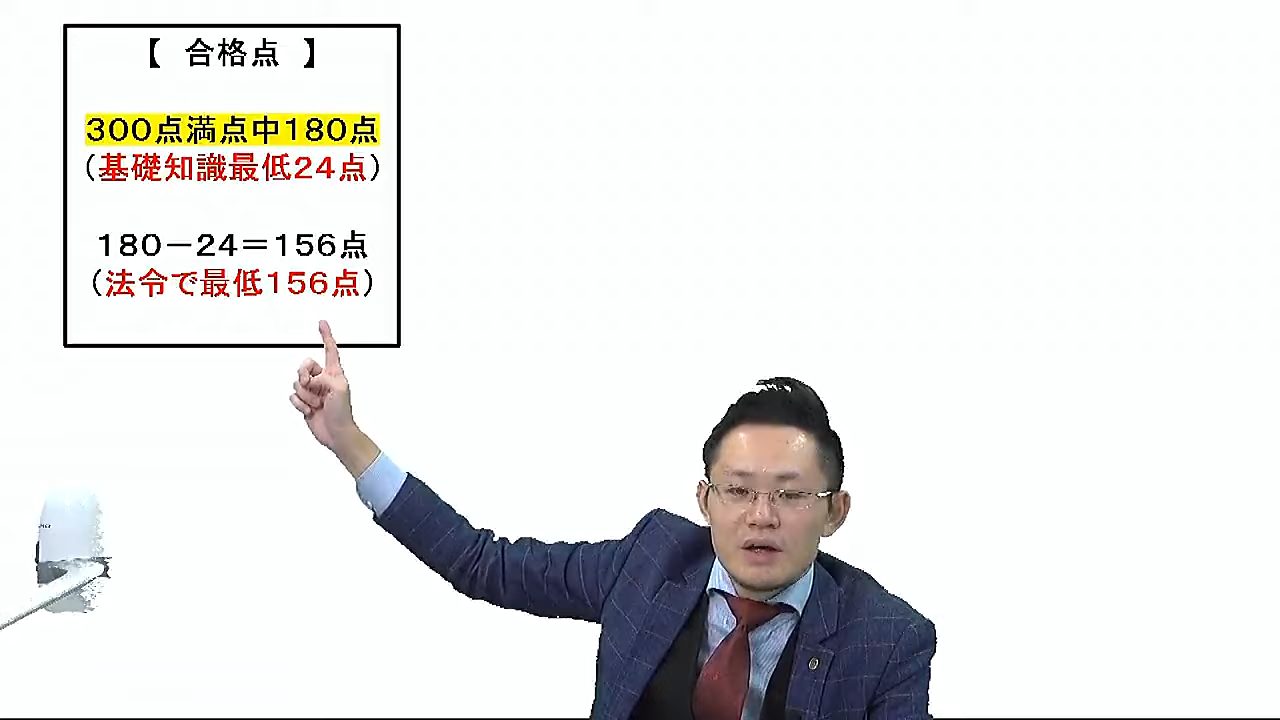 【 合格点 】
300点満点中180点
(基礎知識最低24点)
180-24=156点
(法令で最低156点)